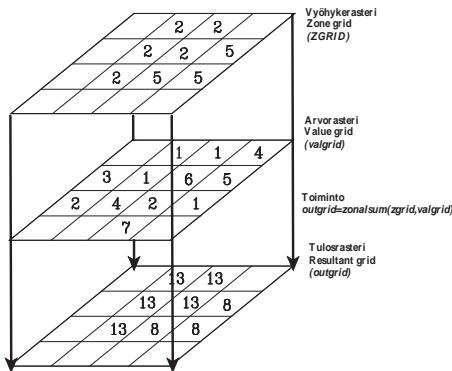 Vyöhykerasteri
Zone grid
(ZGRID)
2 2
2 2 5
2 5 5
Arvorasteri
Value grid
(valgrid)
1 1 4
3 1 6 5
2 4 2 1
7
Toiminto
outgrid=zonalsum(zgrid,valgrid)
Tulosrasteri
Resultant grid
(outgrid)
13 13
13 13 8
13 8 8